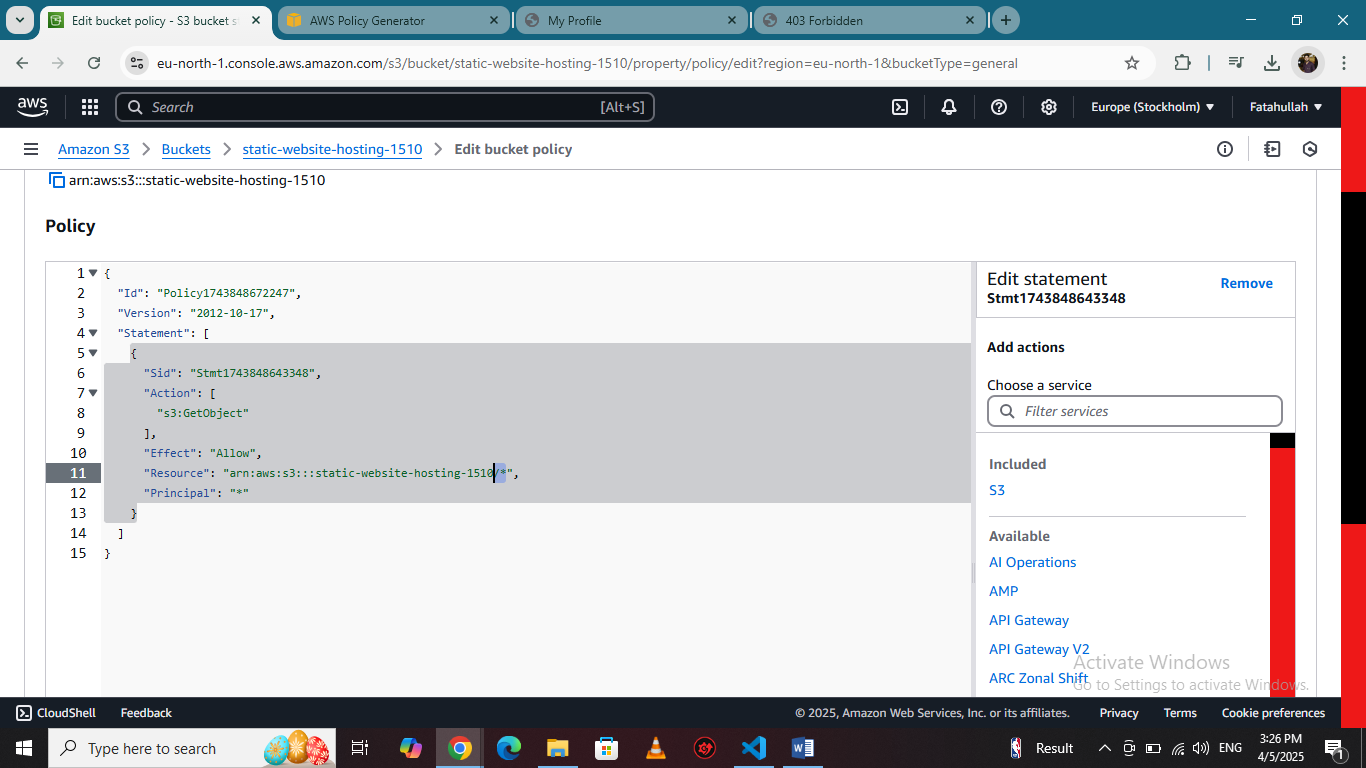 Edit bucket policy - S3 bucket s
AWS Policy Generator
My Profile
403 Forbidden
eu-north-1.console.aws.amazon.com/s3/bucket/static-website-hosting-1510/property/policy/edit?region=eu-north-1&bucketType=general
aws
Search
[Alt+S]
Europe (Stockholm)
Fatahullah
Amazon S3
Buckets
static-website-hosting-1510
Edit bucket policy
arn:aws:s3:::static-website-hosting-1510
Policy
1 {
2 "Id": "Policy1743848672247",
3 "Version": "2012-10-17",
4 "Statement": [
5 {
6 "Sid": "Stmt1743848643348",
7 "Action": [
8 "s3:GetObject"
9 ],
10 "Effect": "Allow",
11 "Resource": "arn:aws:s3:::static-website-hosting-1510/*",
12 "Principal": "*"
13 }
14 ]
15 }
Edit statement
Remove
Stmt1743848643348
Add actions
Choose a service
Filter services
Included
S3
Available
AI Operations
AMP
API Gateway
API Gateway V2
ARC Zonal Shift
Activate Windows
Go to Settings to activate Windows.
CloudShell
Feedback
© 2025, Amazon Web Services, Inc. or its affiliates.
Privacy
Terms
Cookie preferences
Type here to search
Result
ENG
3:26 PM
4/5/2025
1